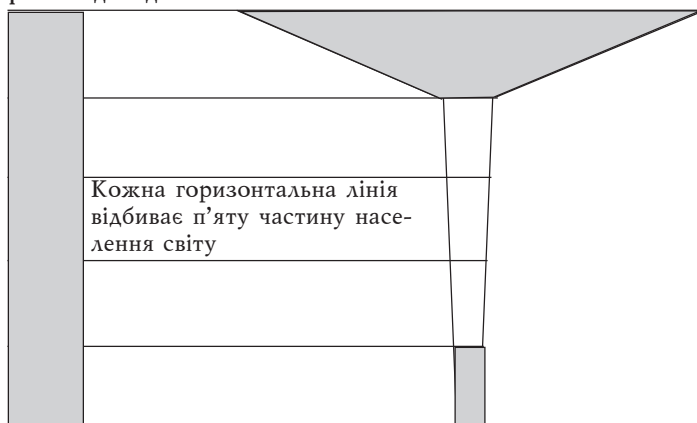 Кожна горизонтальна лінія
відбиває п’яту частину насе-
лення світу